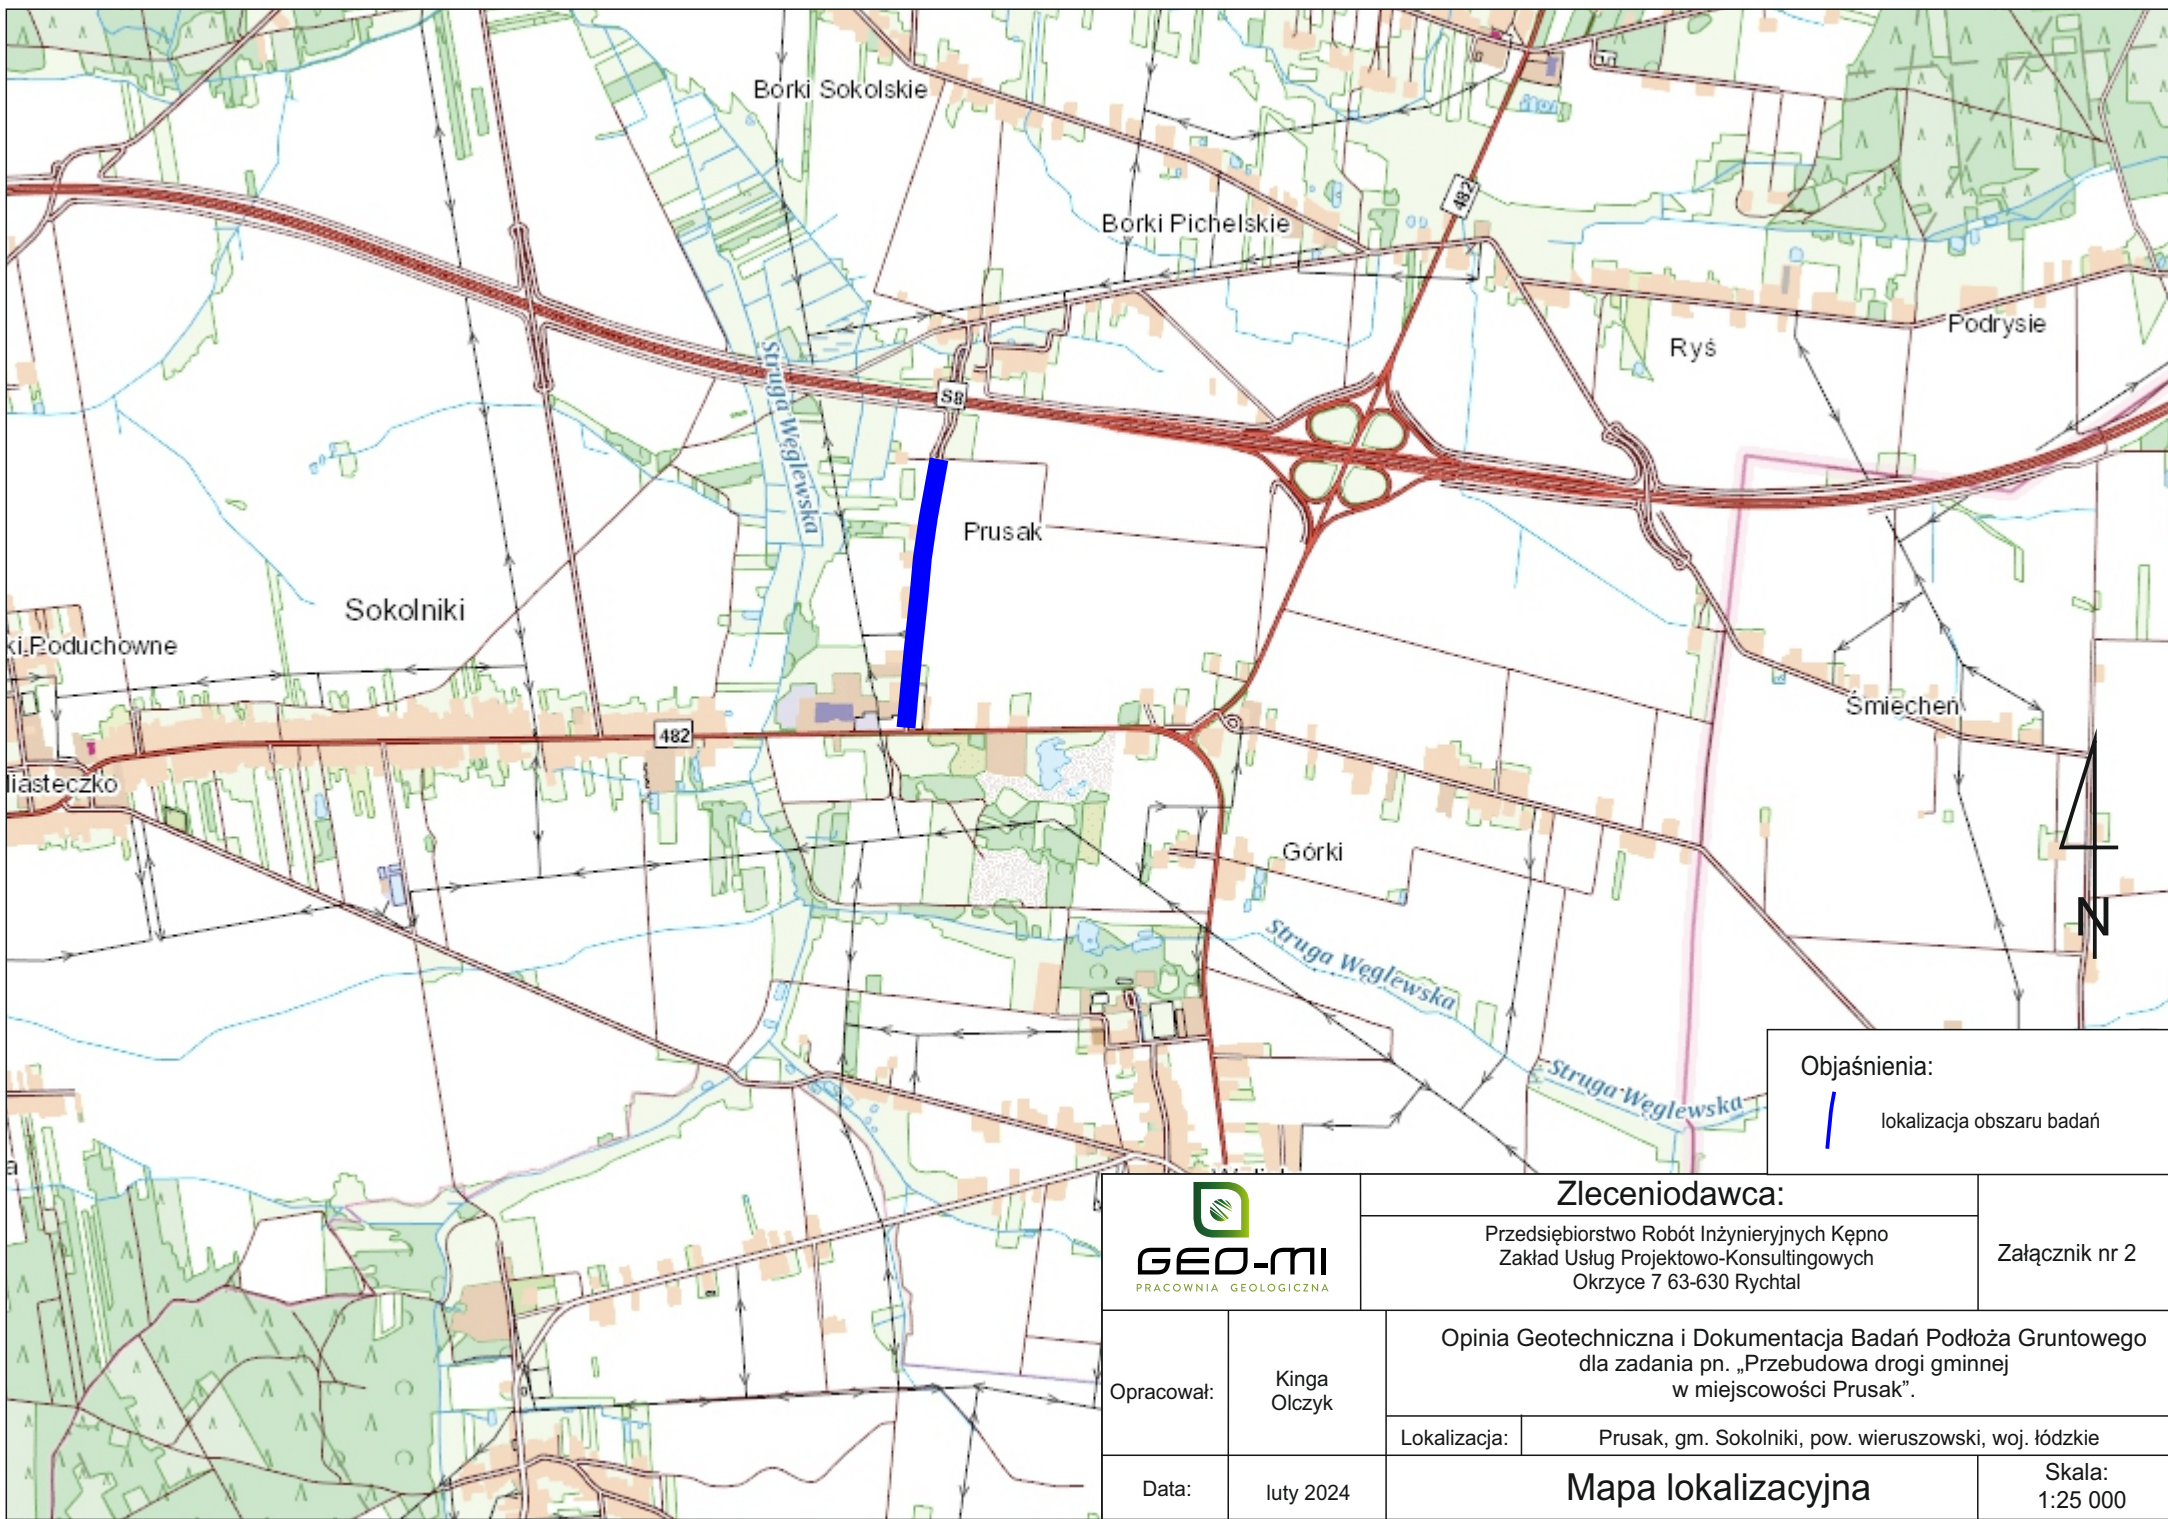 Borki Sokolskie
482
Borki Pichelskie
Podrysie
Ryś
Struga Węglewska
S8
Prusak
Sokolniki
ki Poduchowne
Śmiecheń
482
iasteczko
Górki
N
Struga Węglewska
Struga Węglewska
Objaśnienia:
lokalizacja obszaru badań
GEO-MI
PRACOWNIA GEOLOGICZNA
Zleceniodawca:
Przedsiębiorstwo Robót Inżynieryjnych Kępno
Zakład Usług Projektowo-Konsultingowych
Okrzyce 7 63-630 Rychtal
Załącznik nr 2
Opracował:
Kinga
Olczyk
Opinia Geotechniczna i Dokumentacja Badań Podłoża Gruntowego
dla zadania pn. „Przebudowa drogi gminnej
w miejscowości Prusak”.
Lokalizacja:
Prusak, gm. Sokolniki, pow. wieruszowski, woj. łódzkie
Data:
luty 2024
Mapa lokalizacyjna
Skala:
1:25 000